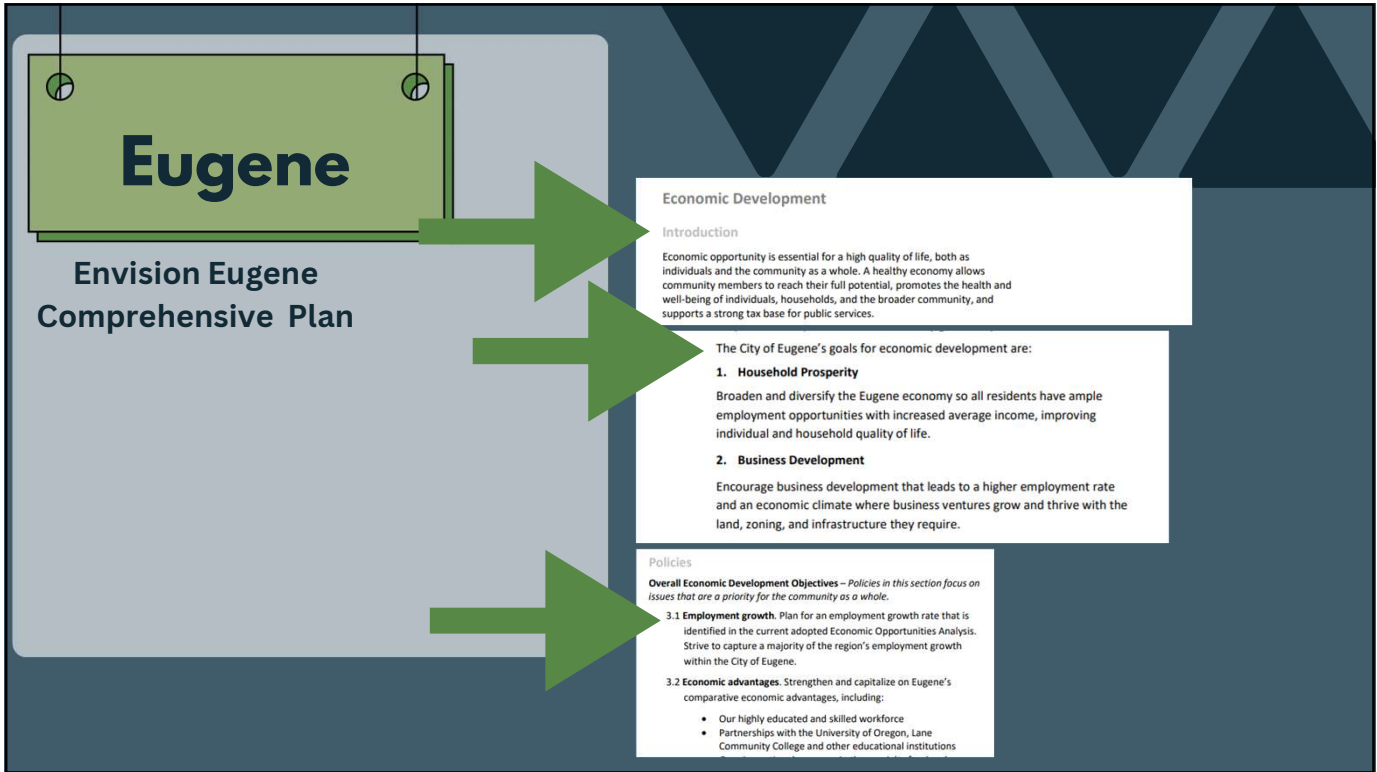 Eugene
Envision Eugene
Comprehensive Plan
Economic Development
Introduction
Economic opportunity is essential for a high quality of life, both as
individuals and the community as a whole. A healthy economy allows
community members to reach their full potential, promotes the health and
well-being of individuals, households, and the broader community, and
supports a strong tax base for public services.
The City of Eugene's goals for economic development are:
1. Household Prosperity
Broaden and diversify the Eugene economy so all residents have ample
employment opportunities with increased average income, improving
individual and household quality of life.
2. Business Development
Encourage business development that leads to a higher employment rate
and an economic climate where business ventures grow and thrive with the
land, zoning, and infrastructure they require.
Policies
Overall Economic Development Objectives – Policies in this section focus on
issues that are a priority for the community as a whole.
3.1 Employment growth. Plan for an employment growth rate that is
identified in the current adopted Economic Opportunities Analysis.
Strive to capture a majority of the region's employment growth
within the City of Eugene.
3.2 Economic advantages. Strengthen and capitalize on Eugene's
comparative economic advantages, including:
• Our highly educated and skilled workforce
• Partnerships with the University of Oregon, Lane
Community College and other educational institutions